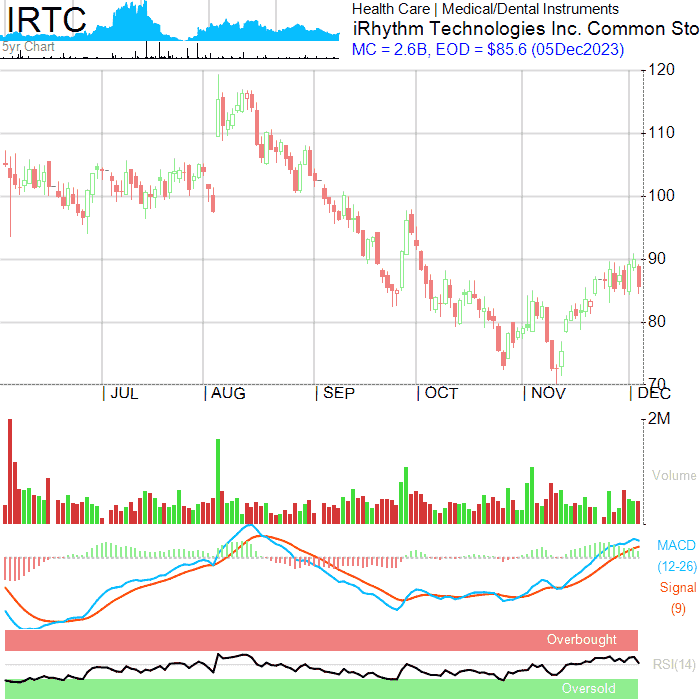 IRTC
5yr Chart
Health Care | Medical/Dental Instruments
iRhythm Technologies Inc. Common Sto
MC = 2.6B, EOD = $85.6 (05Dec2023)
120
110
100
90
80
70
| JUL | AUG | SEP | OCT | NOV | DEC
2M
Volume
MACD
(12-26)
Signal
(9)
Overbought
RSI(14)
Oversold